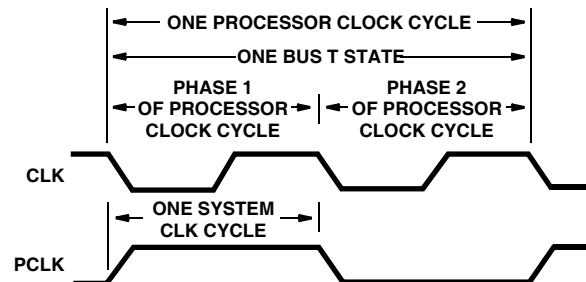 ONE PROCESSOR CLOCK CYCLE
ONE BUS T STATE
PHASE 1
OF PROCESSOR
CLOCK CYCLE
PHASE 2
OF PROCESSOR
CLOCK CYCLE
CLK
ONE SYSTEM
CLK CYCLE
PCLK